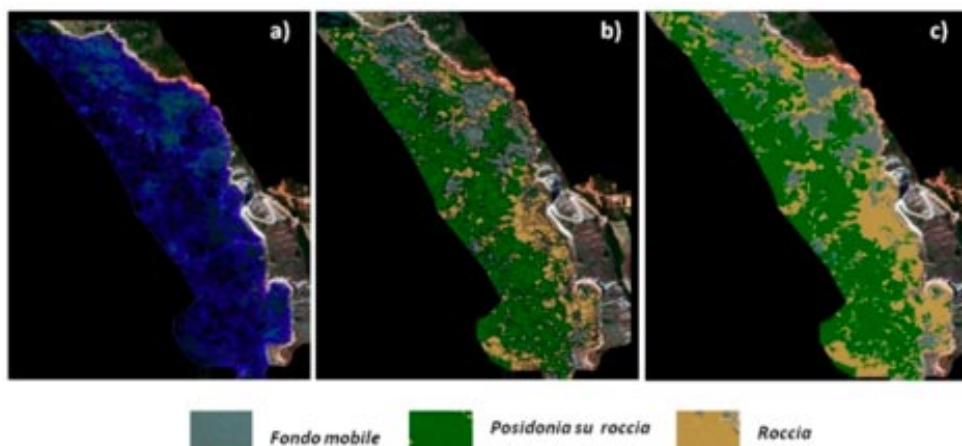 a)
b)
c)
Fondo mobile
Posidonia su roccia
Roccia